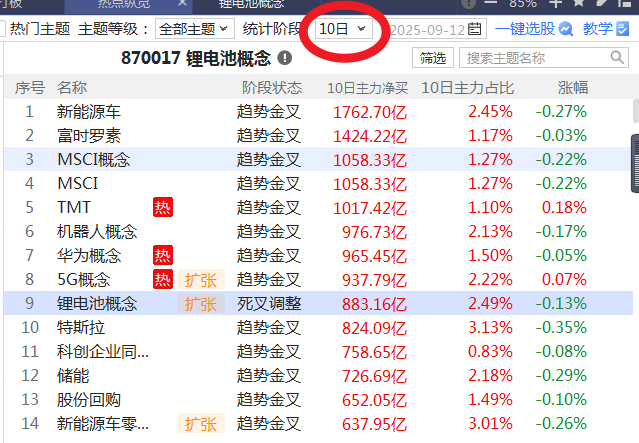 打板 热点纵览 × 锂电池概念 85%
热门主题 主题等级： 全部主题 统计阶段 10日 2025-09-12 一键选股 教学
870017 锂电池概念 筛选 搜索主题名称
序号 名称 阶段状态 10日主力净买 10日主力占比 涨幅
1 新能源车 趋势金叉 1762.70亿 2.45% -0.27%
2 富时罗素 趋势金叉 1424.22亿 1.17% -0.03%
3 MSCI概念 趋势金叉 1058.33亿 1.27% -0.22%
4 MSCI 趋势金叉 1058.33亿 1.27% -0.22%
5 TMT 热 趋势金叉 1017.42亿 1.10% 0.18%
6 机器人概念 趋势金叉 976.73亿 2.13% -0.17%
7 华为概念 热 趋势金叉 965.45亿 1.50% -0.05%
8 5G概念 热 扩张 趋势金叉 937.79亿 2.22% 0.07%
9 锂电池概念 扩张 死叉调整 883.16亿 2.49% -0.13%
10 特斯拉 趋势金叉 824.09亿 3.13% -0.35%
11 科创企业同... 趋势金叉 758.65亿 0.83% -0.08%
12 储能 趋势金叉 726.69亿 2.18% -0.29%
13 股份回购 趋势金叉 652.05亿 1.49% -0.10%
14 新能源车零... 扩张 趋势金叉 637.95亿 3.01% -0.26%